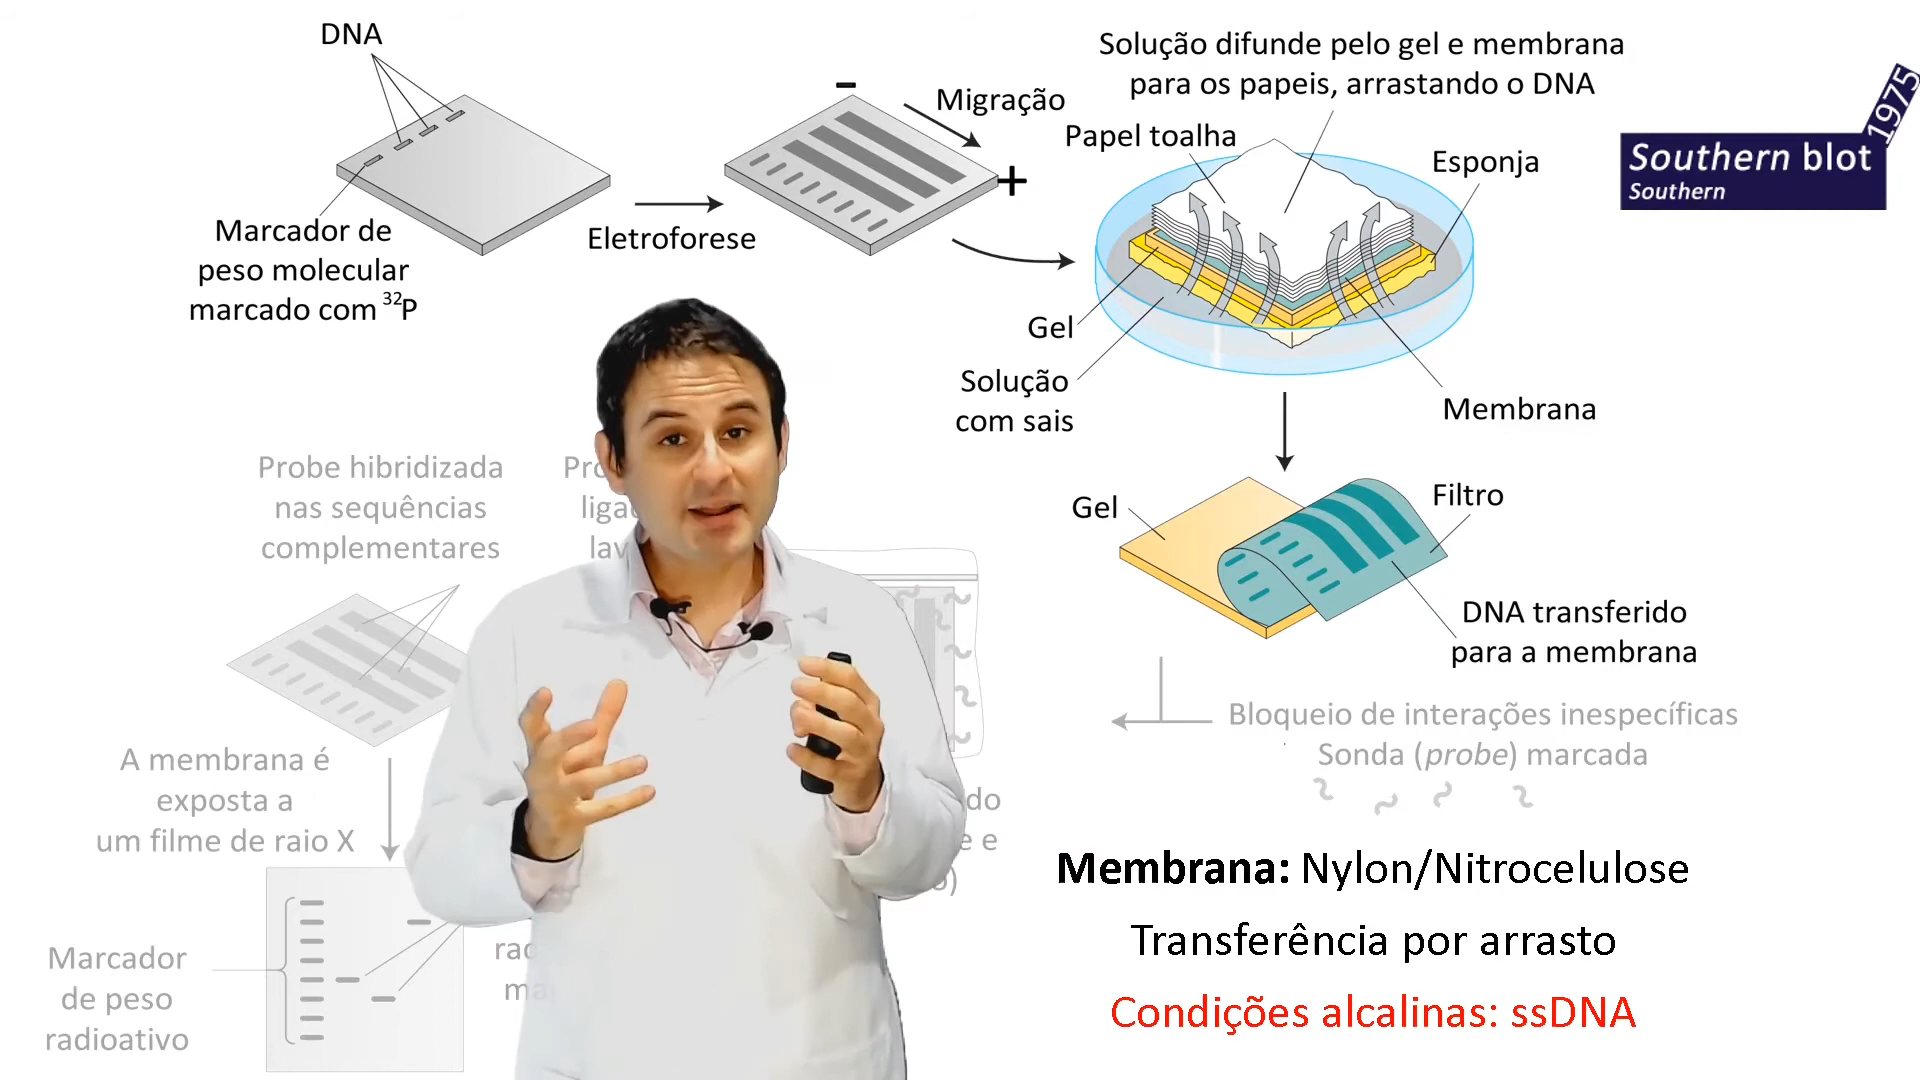 DNA
Marcador de
peso molecular
marcado com ³²P
Eletroforese
-
Migração
+
Solução difunde pelo gel e membrana
para os papeis, arrastando o DNA
Papel toalha
Esponja
Gel
Solução
com sais
Membrana
1975
Southern blot
Southern
Gel
Filtro
DNA transferido
para a membrana
Bloqueio de interações inespecíficas
Sonda (probe) marcada
Probe hibridizada
nas sequências
complementares
A membrana é
exposta a
um filme de raio X
Marcador
de peso
radioativo
Membrana: Nylon/Nitrocelulose
Transferência por arrasto
Condições alcalinas: ssDNA